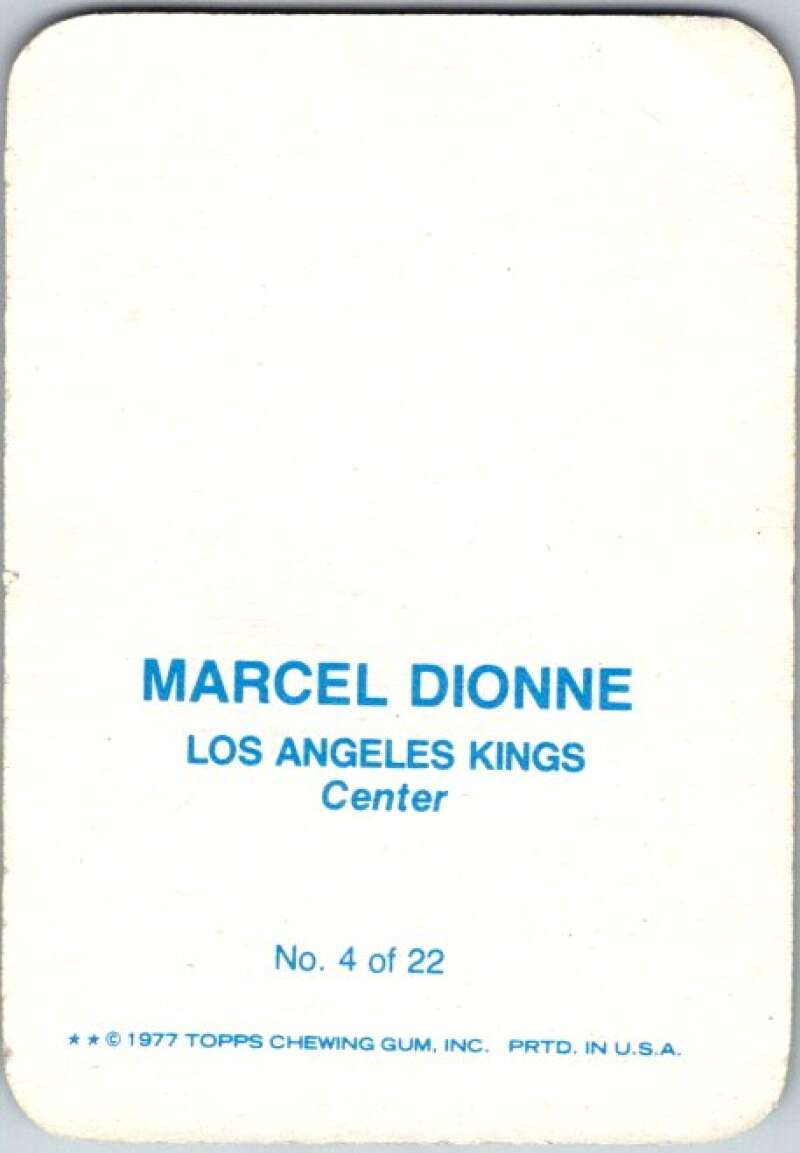 MARCEL DIONNE
LOS ANGELES KINGS
Center
No. 4 of 22
★ ★ © 1977 TOPPS CHEWING GUM, INC. PRTD. IN U.S.A.